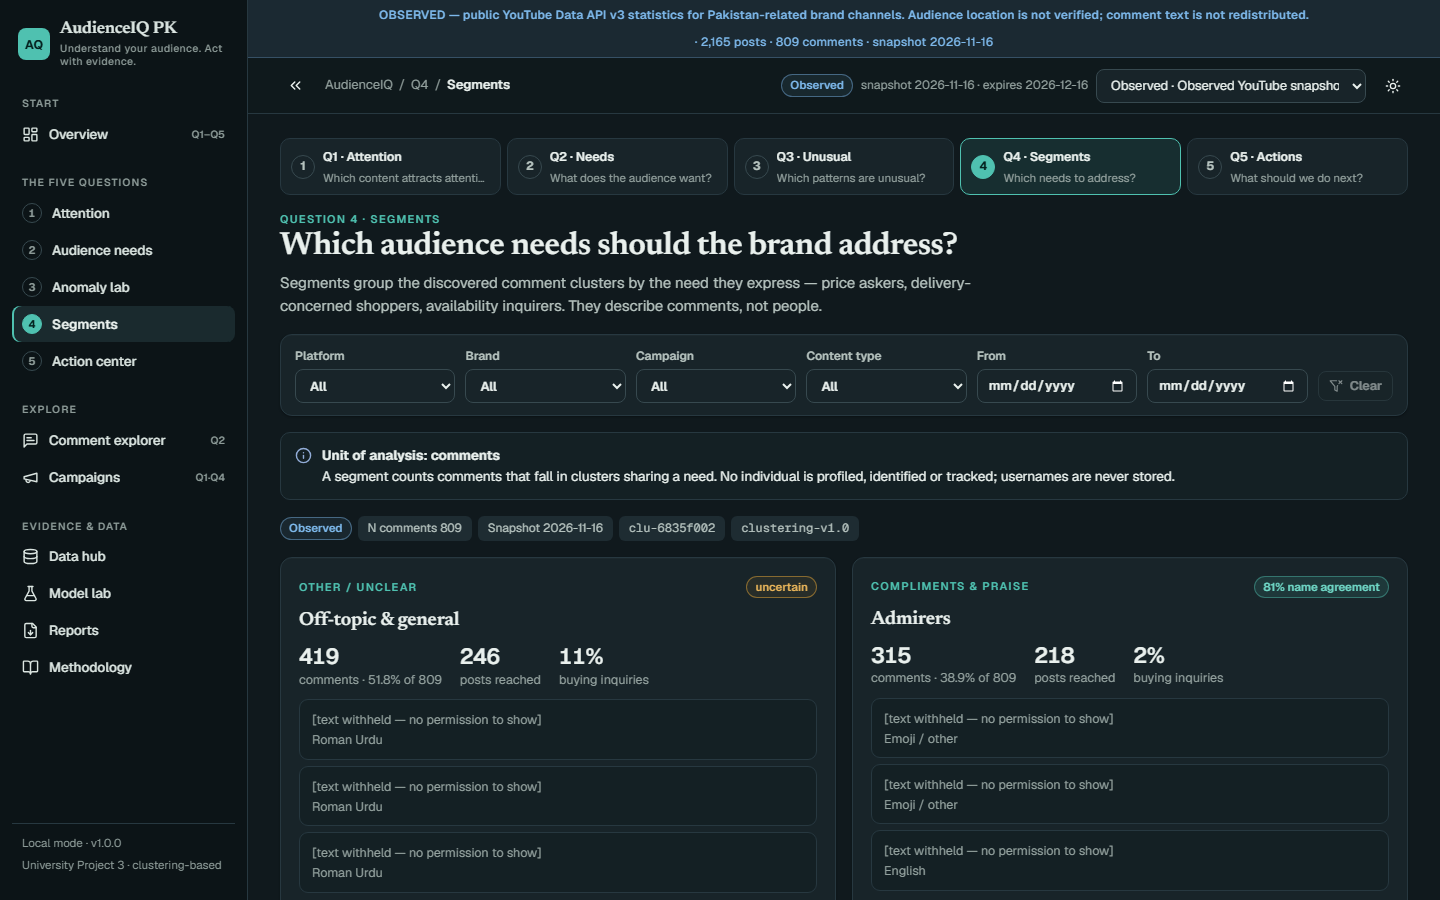 AQ
AudienceIQ PK
Understand your audience. Act
with evidence.
START
Overview Q1–Q5
THE FIVE QUESTIONS
1 Attention
2 Audience needs
3 Anomaly lab
4 Segments
5 Action center
EXPLORE
Comment explorer Q2
Campaigns Q1-Q4
EVIDENCE & DATA
Data hub
Model lab
Reports
Methodology
Local mode · v1.0.0
University Project 3 · clustering-based
OBSERVED — public YouTube Data API v3 statistics for Pakistan-related brand channels. Audience location is not verified; comment text is not redistributed.
· 2,165 posts · 809 comments · snapshot 2026-11-16
AudienceIQ / Q4 / Segments
Observed snapshot 2026-11-16 · expires 2026-12-16 Observed · Observed YouTube snapsho
1 Q1 · Attention
Which content attracts attenti...
2 Q2 · Needs
What does the audience want?
3 Q3 · Unusual
Which patterns are unusual?
4 Q4 · Segments
Which needs to address?
5 Q5 · Actions
What should we do next?
QUESTION 4 · SEGMENTS
Which audience needs should the brand address?
Segments group the discovered comment clusters by the need they express — price askers, delivery-
concerned shoppers, availability inquirers. They describe comments, not people.
Platform Brand Campaign Content type From To
All All All All mm/dd/yyyy mm/dd/yyyy Clear
Unit of analysis: comments
A segment counts comments that fall in clusters sharing a need. No individual is profiled, identified or tracked; usernames are never stored.
Observed N comments 809 Snapshot 2026-11-16 clu-6835f002 clustering-v1.0
OTHER / UNCLEAR uncertain
Off-topic & general
419 246 11%
comments · 51.8% of 809 posts reached buying inquiries
[text withheld — no permission to show]
Roman Urdu
[text withheld — no permission to show]
Roman Urdu
[text withheld — no permission to show]
Roman Urdu
COMPLIMENTS & PRAISE 81% name agreement
Admirers
315 218 2%
comments · 38.9% of 809 posts reached buying inquiries
[text withheld — no permission to show]
Emoji / other
[text withheld — no permission to show]
Emoji / other
[text withheld — no permission to show]
English